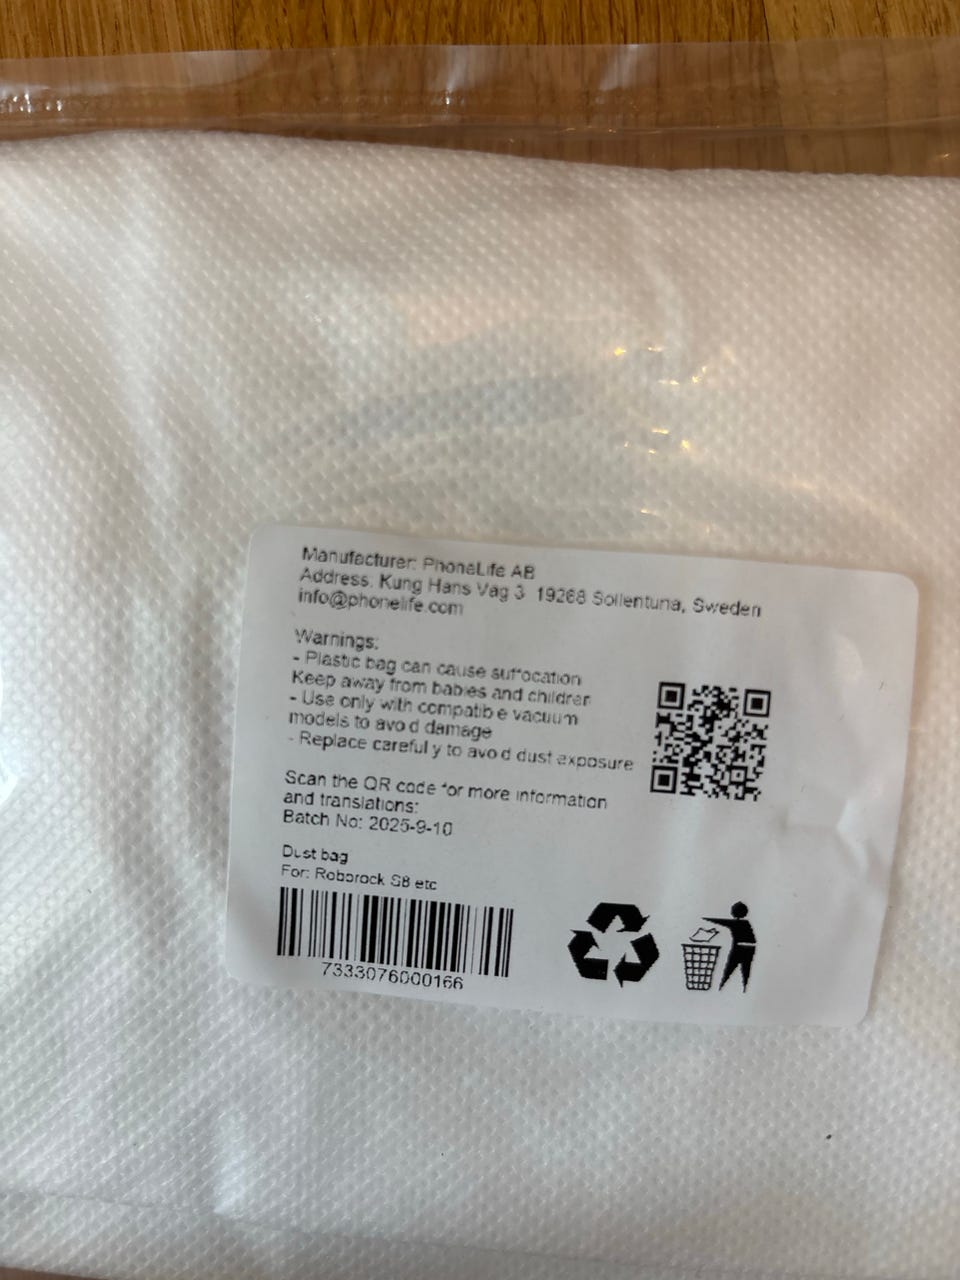 Manufacturer: PhoneLife AB
Address: Kung Hans Väg 3 19268 Sollentuna, Sweden
info@phonelife.com
Warnings:
- Plastic bag can cause suffocation
Keep away from babies and children
- Use only with compatible vacuum
models to avoid damage
- Replace carefully to avoid dust exposure
Scan the QR code for more information
and translations:
Batch No: 2025-9-10
Dust bag
For: Roborock S8 etc
7333076000166